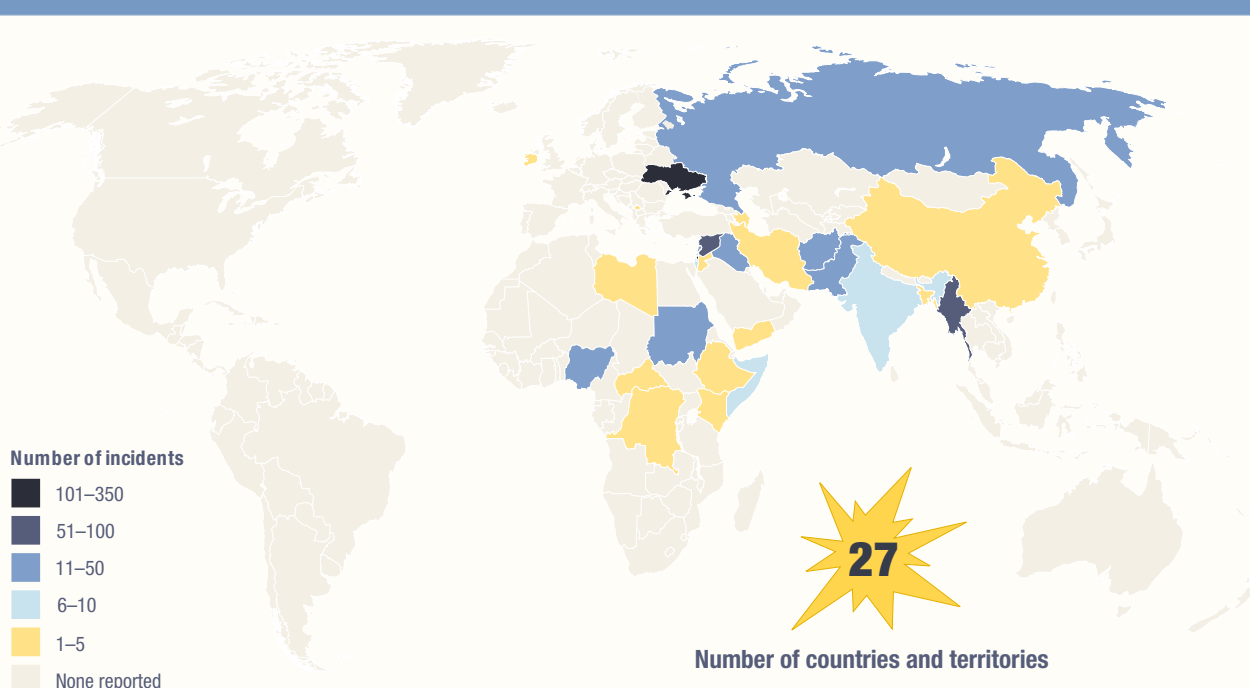 Number of incidents
101–350
51–100
11–50
6–10
1–5
None reported
27
Number of countries and territories